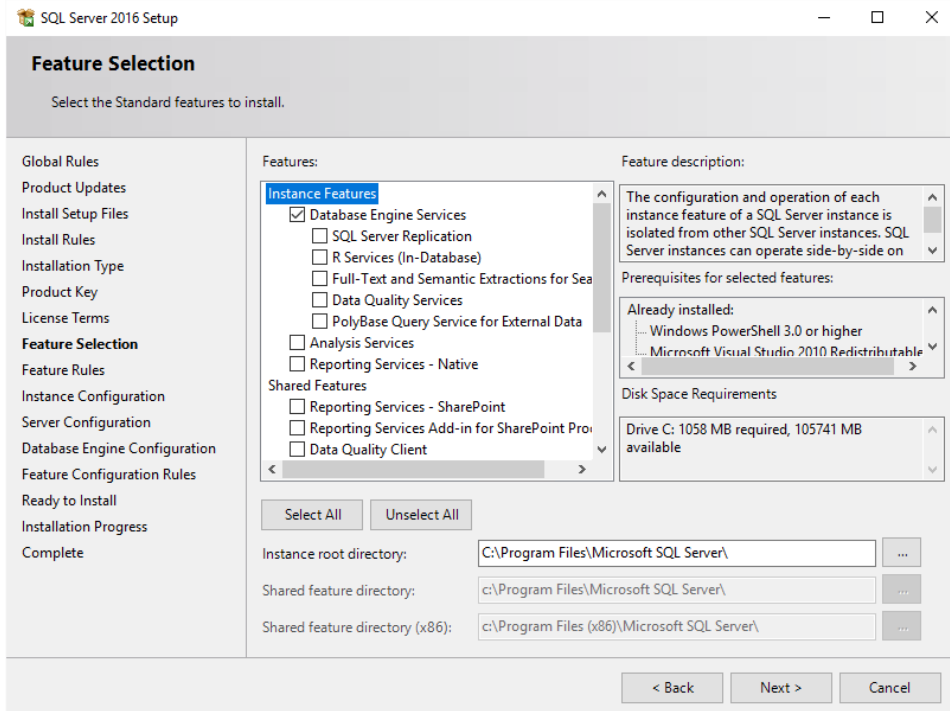 SQL Server 2016 Setup
Feature Selection
Select the Standard features to install.
Global Rules
Product Updates
Install Setup Files
Install Rules
Installation Type
Product Key
License Terms
Feature Selection
Feature Rules
Instance Configuration
Server Configuration
Database Engine Configuration
Feature Configuration Rules
Ready to Install
Installation Progress
Complete
Features:
Instance Features
Database Engine Services
SQL Server Replication
R Services (In-Database)
Full-Text and Semantic Extractions for Sea
Data Quality Services
PolyBase Query Service for External Data
Analysis Services
Reporting Services - Native
Shared Features
Reporting Services - SharePoint
Reporting Services Add-in for SharePoint Pro
Data Quality Client
Feature description:
The configuration and operation of each
instance feature of a SQL Server instance is
isolated from other SQL Server instances. SQL
Server instances can operate side-by-side on
Prerequisites for selected features:
Already installed:
Windows PowerShell 3.0 or higher
Microsoft Visual Studio 2010 Redistributable
Disk Space Requirements
Drive C: 1058 MB required, 105741 MB
available
Select All
Unselect All
Instance root directory:
C:\Program Files\Microsoft SQL Server\
...
Shared feature directory:
c:\Program Files\Microsoft SQL Server\
...
Shared feature directory (x86):
c:\Program Files (x86)\Microsoft SQL Server\
...
< Back
Next >
Cancel